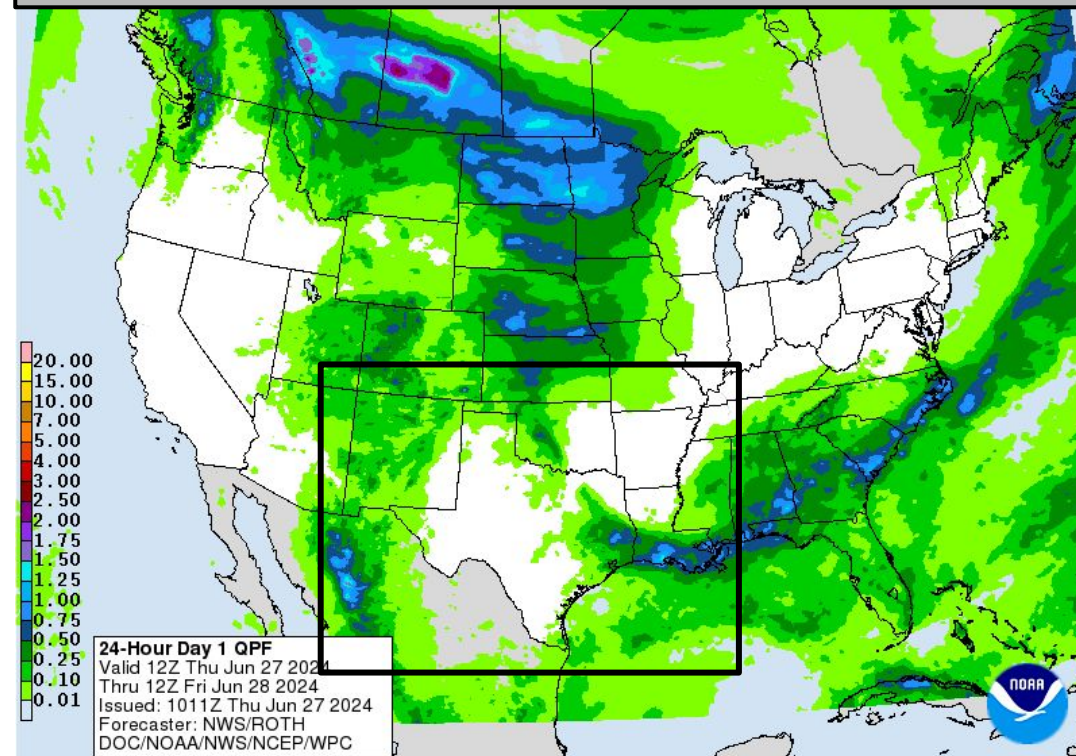 20.00
15.00
10.00
7.00
5.00
4.00
3.00
2.50
2.00
1.75
1.50
1.25
1.00
0.75
0.50
0.25
0.10
0.01
24-Hour Day 1 QPF
Valid 12Z Thu Jun 27 2024
Thru 12Z Fri Jun 28 2024
Issued: 1011Z Thu Jun 27 2024
Forecaster: NWS/ROTH
DOC/NOAA/NWS/NCEP/WPC
NOAA